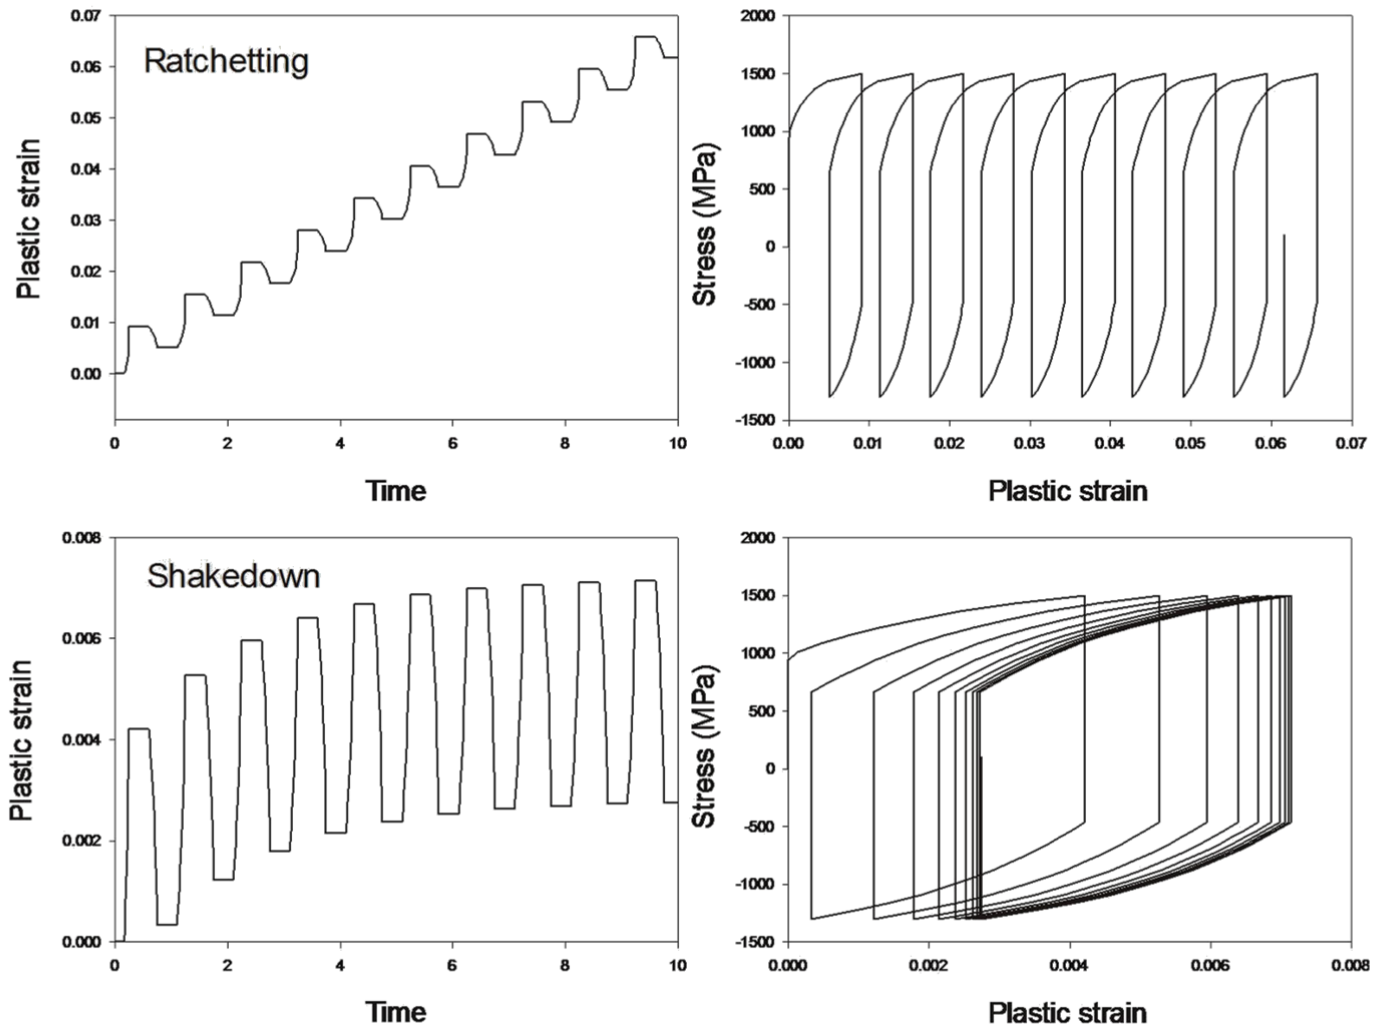 0.07
0.06
0.05
0.04
0.03
0.02
0.01
0.00
Plastic strain
Ratchetting
0 2 4 6 8 10
Time
2000
1500
1000
500
0
-500
-1000
-1500
Stress (MPa)
0.00 0.01 0.02 0.03 0.04 0.05 0.06 0.07
Plastic strain
0.008
0.006
0.004
0.002
0.000
Plastic strain
Shakedown
0 2 4 6 8 10
Time
2000
1500
1000
500
0
-500
-1000
-1500
Stress (MPa)
0.000 0.002 0.004 0.006 0.008
Plastic strain